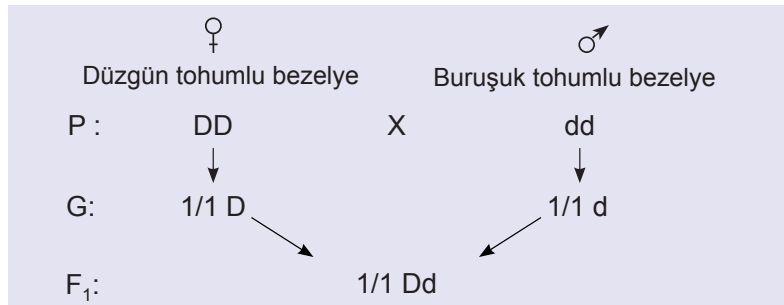 ♀ ♂
Düzgün tohumlu bezelye Buruşuk tohumlu bezelye
P : DD X dd
G: 1/1 D 1/1 d
F₁: 1/1 Dd